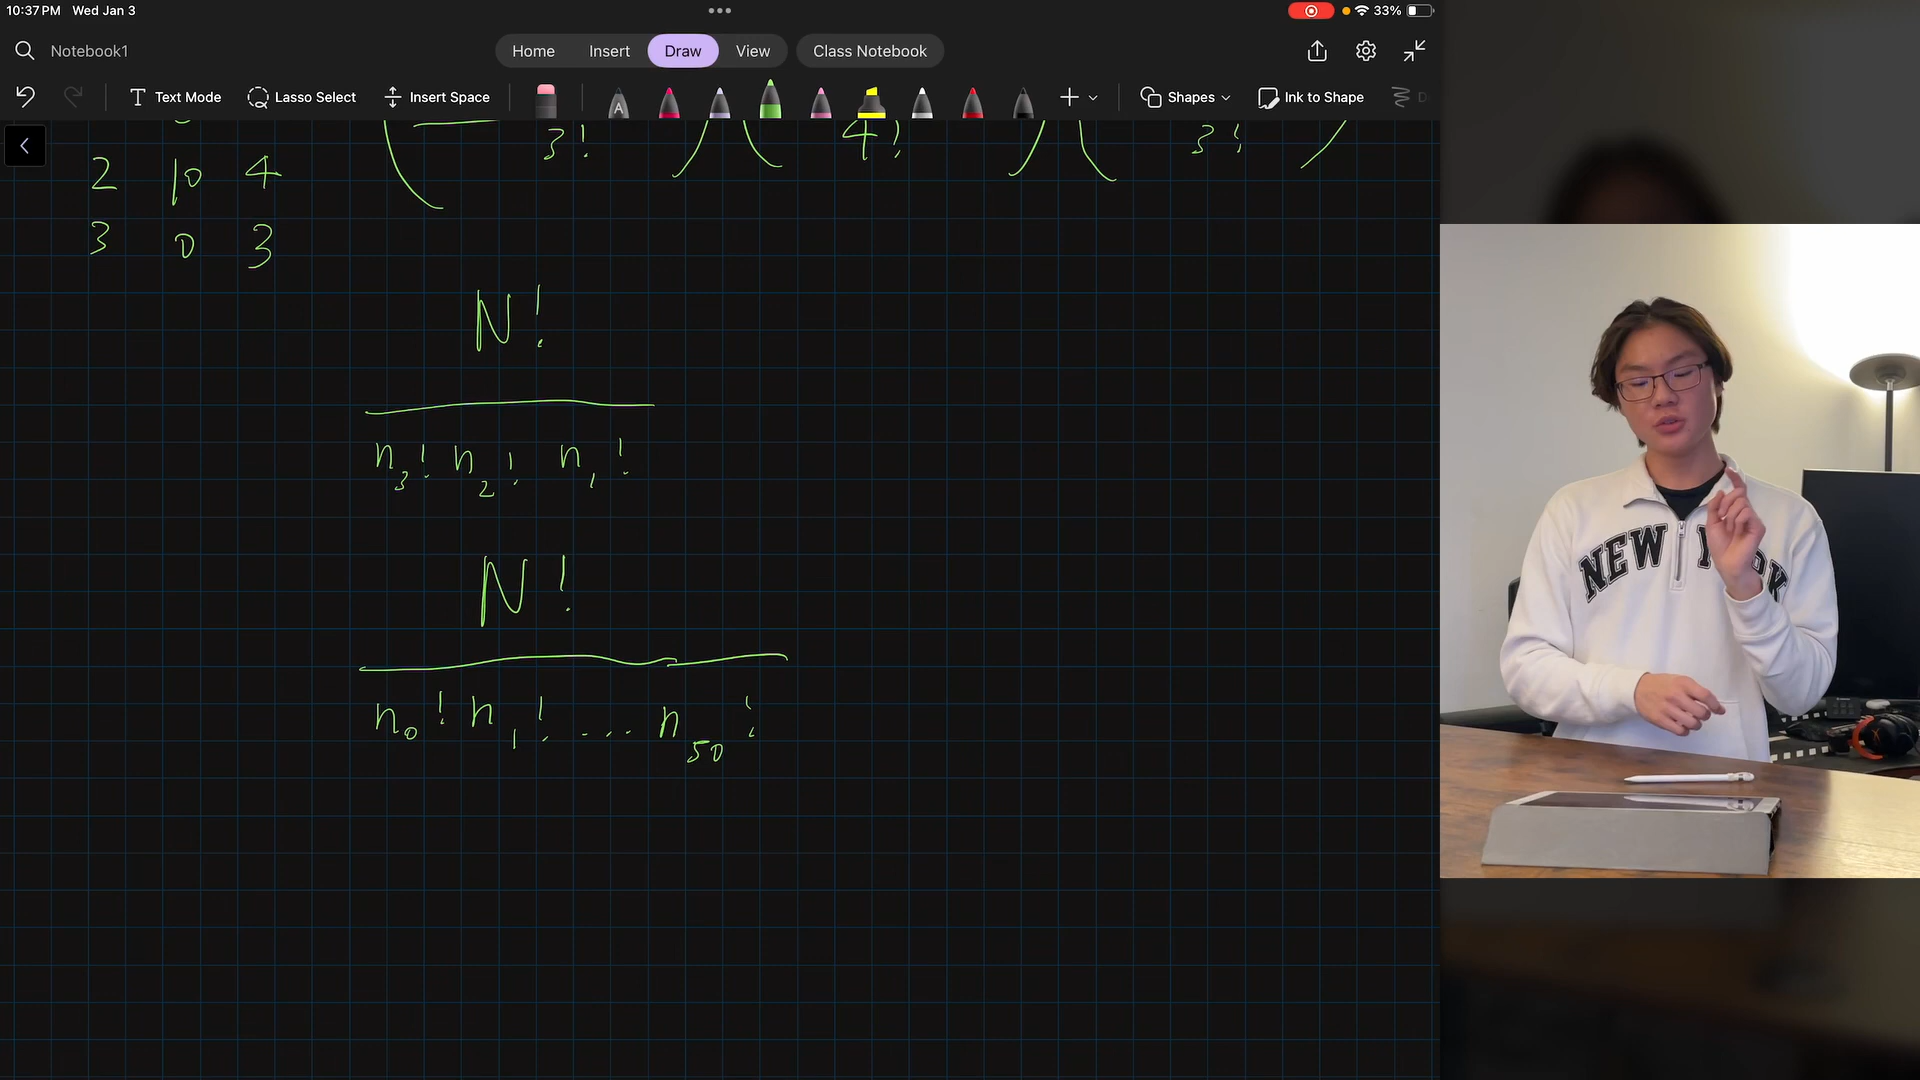 10:37PM Wed Jan 3
33%
Notebook1
Home Insert Draw View Class Notebook
Text Mode Lasso Select Insert Space A Shapes Ink to Shape
3! 4! 3!
2 10 4
3 0 3
N!
n₃! n₂! n₁!
N!
n₀! n₁! .... n₅₀!
NEW